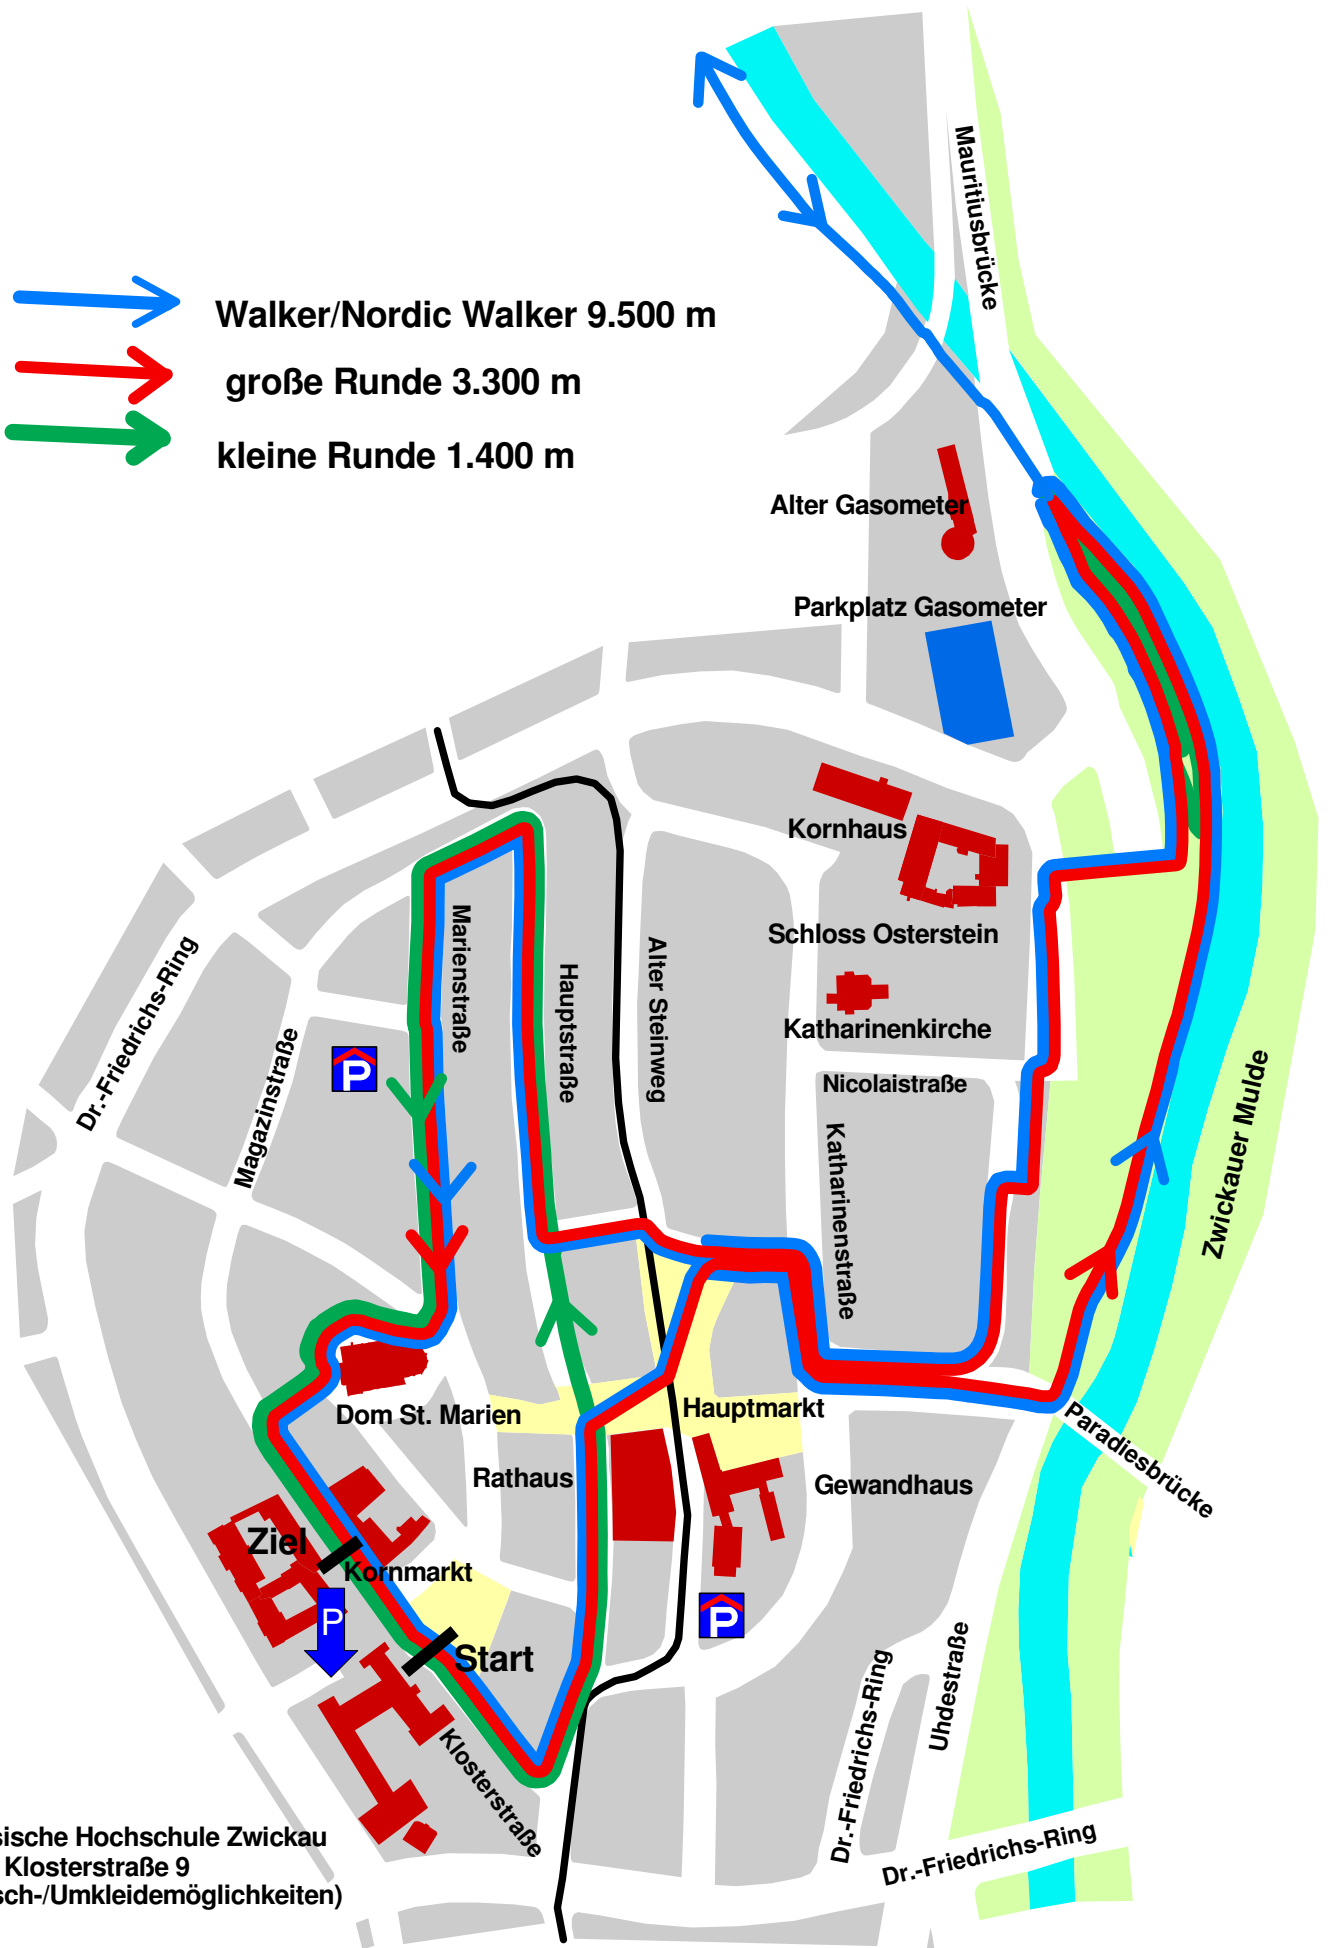 Mauritiusbrücke
Walker/Nordic Walker 9.500 m
große Runde 3.300 m
kleine Runde 1.400 m
Alter Gasometer
Parkplatz Gasometer
Kornhaus
Schloss Osterstein
Katharinenkirche
Nicolaistraße
Marienstraße
Hauptstraße
Alter Steinweg
Dr.-Friedrichs-Ring
Magazinstraße
P
Katharinenstraße
Zwickauer Mulde
Dom St. Marien
Hauptmarkt
Paradiesbrücke
Rathaus
Gewandhaus
Ziel
Kornmarkt
P
P
Start
Klosterstraße
Dr.-Friedrichs-Ring
Uhdestraße
Dr.-Friedrichs-Ring
sische Hochschule Zwickau
Klosterstraße 9
sch-/Umkleidemöglichkeiten)